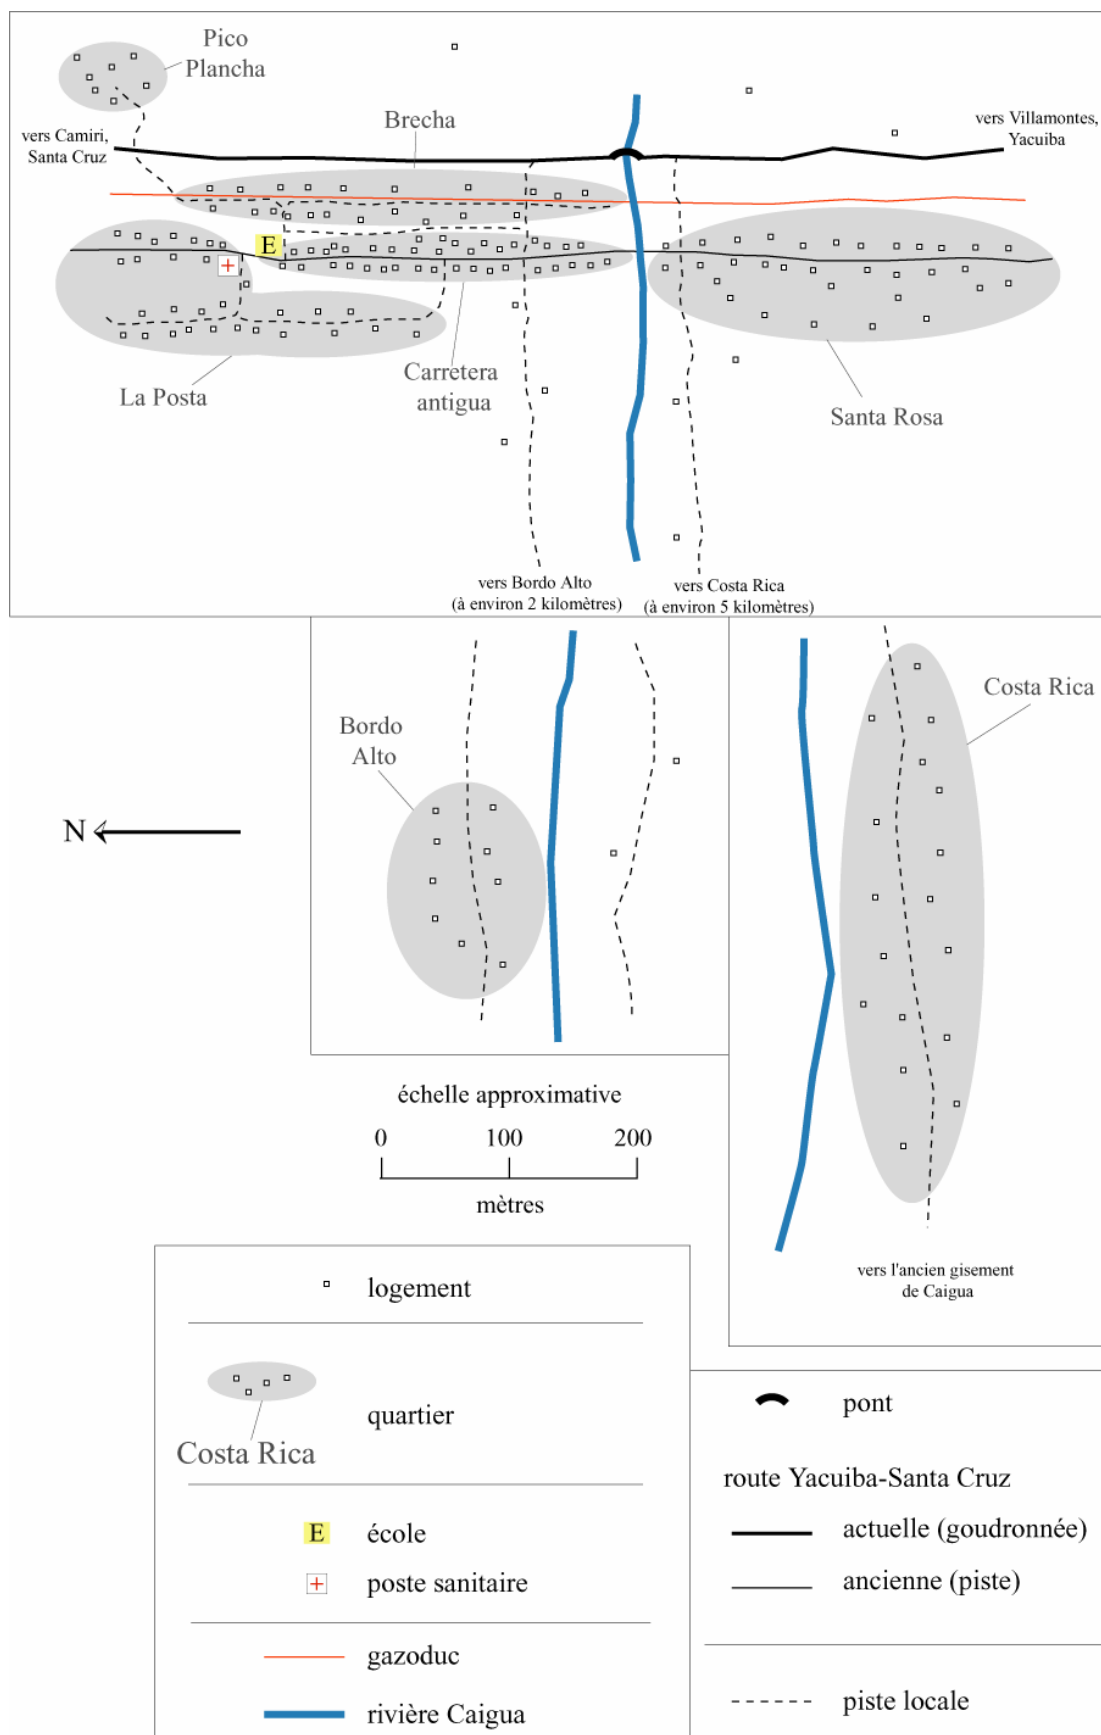 Pico
Plancha
Brecha
vers Camiri,
Santa Cruz
vers Villamontes,
Yacuiba
E
La Posta
Carretera
antigua
Santa Rosa
vers Bordo Alto
(à environ 2 kilomètres)
vers Costa Rica
(à environ 5 kilomètres)
Bordo
Alto
Costa Rica
N
échelle approximative
0 100 200
mètres
vers l'ancien gisement
de Caigua
logement
quartier
Costa Rica
E école
poste sanitaire
gazoduc
rivière Caigua
pont
route Yacuiba-Santa Cruz
actuelle (goudronnée)
ancienne (piste)
piste locale